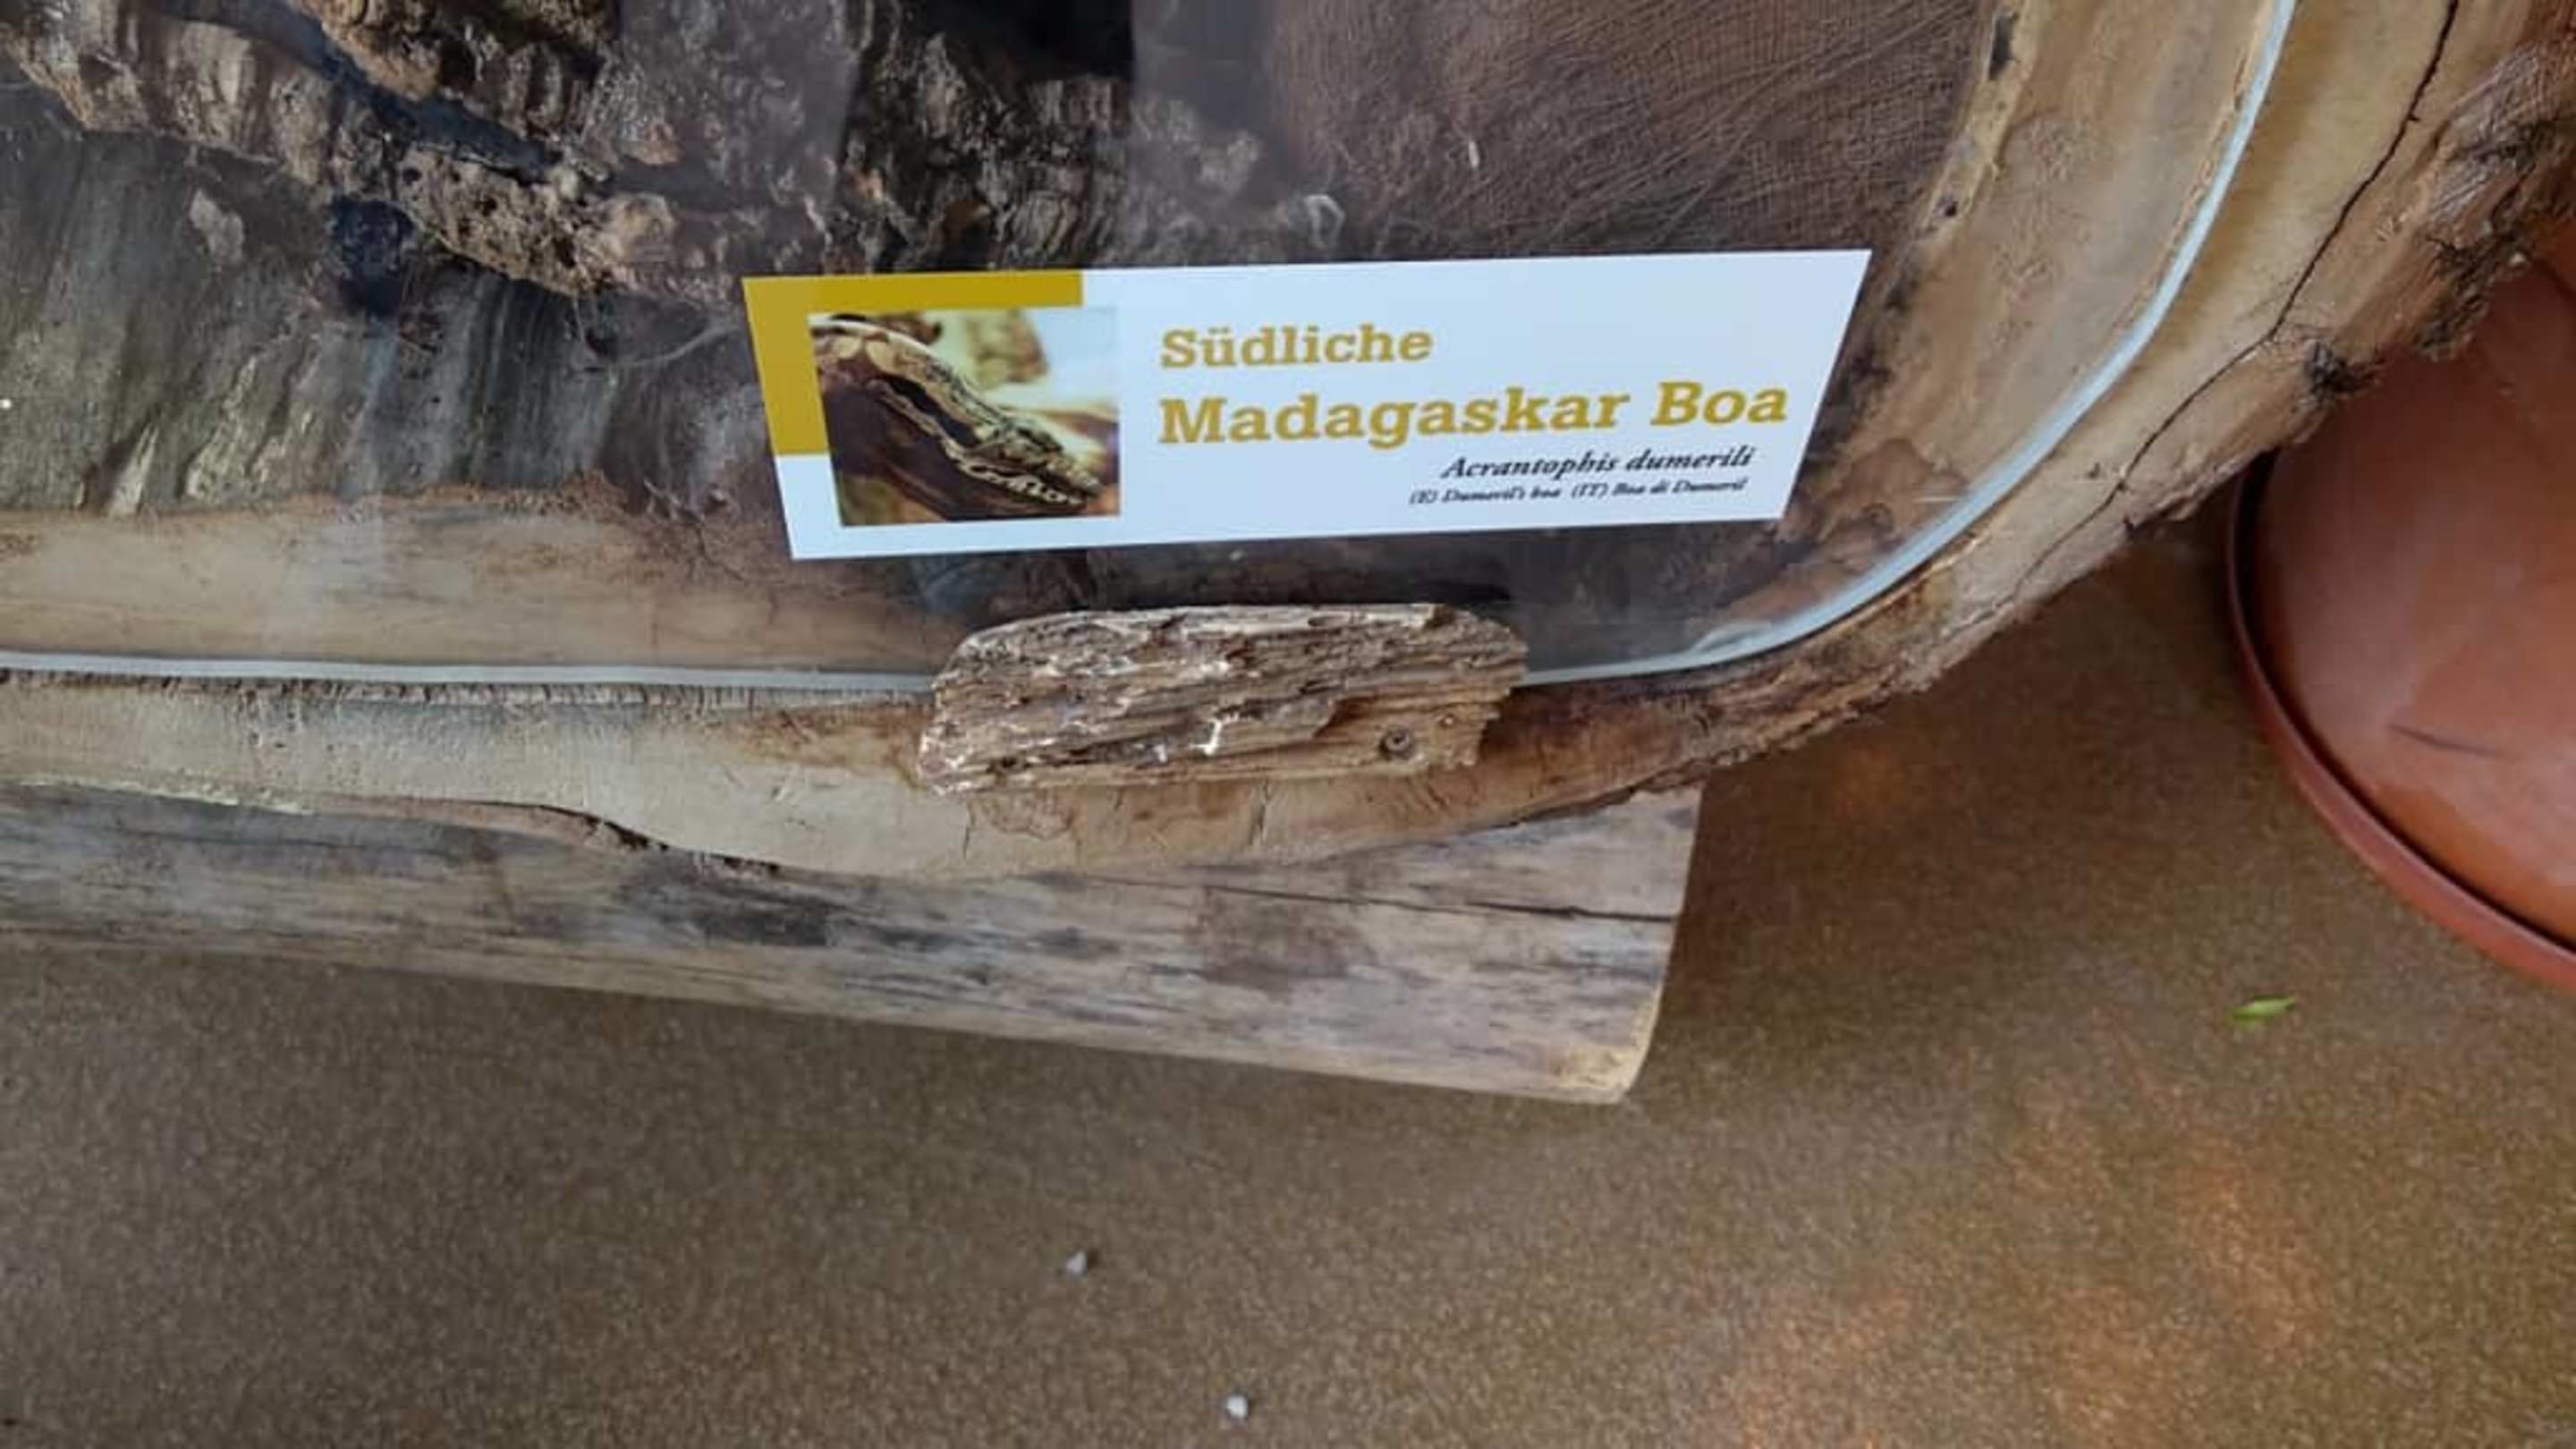 Südliche
Madagaskar Boa
Acrantophis dumerili
(E) Dumeril's boa (IT) Boa di Dumeril